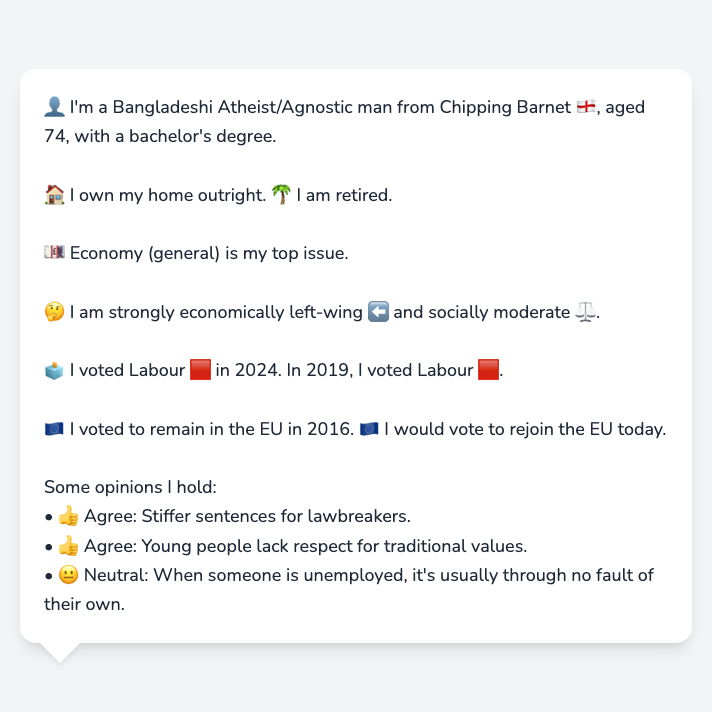 👤 I'm a Bangladeshi Atheist/Agnostic man from Chipping Barnet 🏴󠁧󠁢󠁥󠁮󠁧󠁿, aged
74, with a bachelor's degree.
🏠 I own my home outright. 🌴 I am retired.
💷 Economy (general) is my top issue.
🤔 I am strongly economically left-wing ⬅️ and socially moderate ⚖️.
🗳️ I voted Labour 🟥 in 2024. In 2019, I voted Labour 🟥.
🇪🇺 I voted to remain in the EU in 2016. 🇪🇺 I would vote to rejoin the EU today.
Some opinions I hold:
• 👍 Agree: Stiffer sentences for lawbreakers.
• 👍 Agree: Young people lack respect for traditional values.
• 😐 Neutral: When someone is unemployed, it's usually through no fault of
their own.